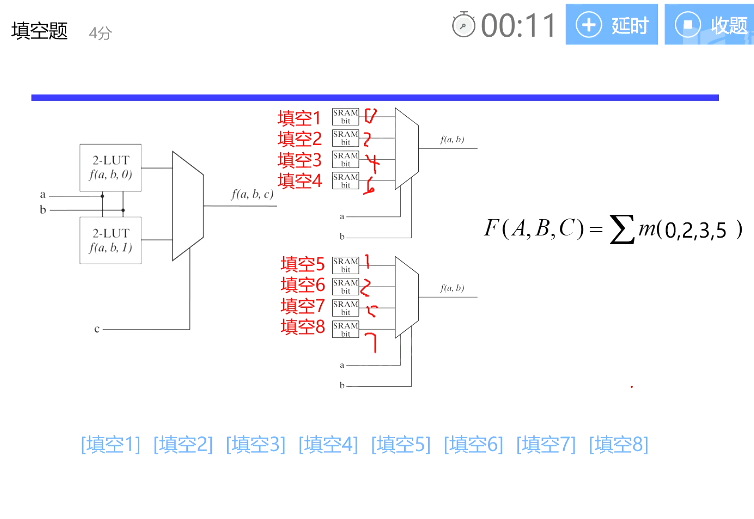 填空题 4分
00:11 延时 收题
填空1 SRAM bit 0
填空2 SRAM bit 2
填空3 SRAM bit 4
填空4 SRAM bit 6
f(a, b)
a
b
2-LUT
f(a, b, 0)
a
b
2-LUT
f(a, b, 1)
f(a, b, c)
c
F(A,B,C)=∑m(0,2,3,5)
填空5 SRAM bit 1
填空6 SRAM bit
填空7 SRAM bit
填空8 SRAM bit 7
f(a, b)
a
b
[填空1] [填空2] [填空3] [填空4] [填空5] [填空6] [填空7] [填空8]